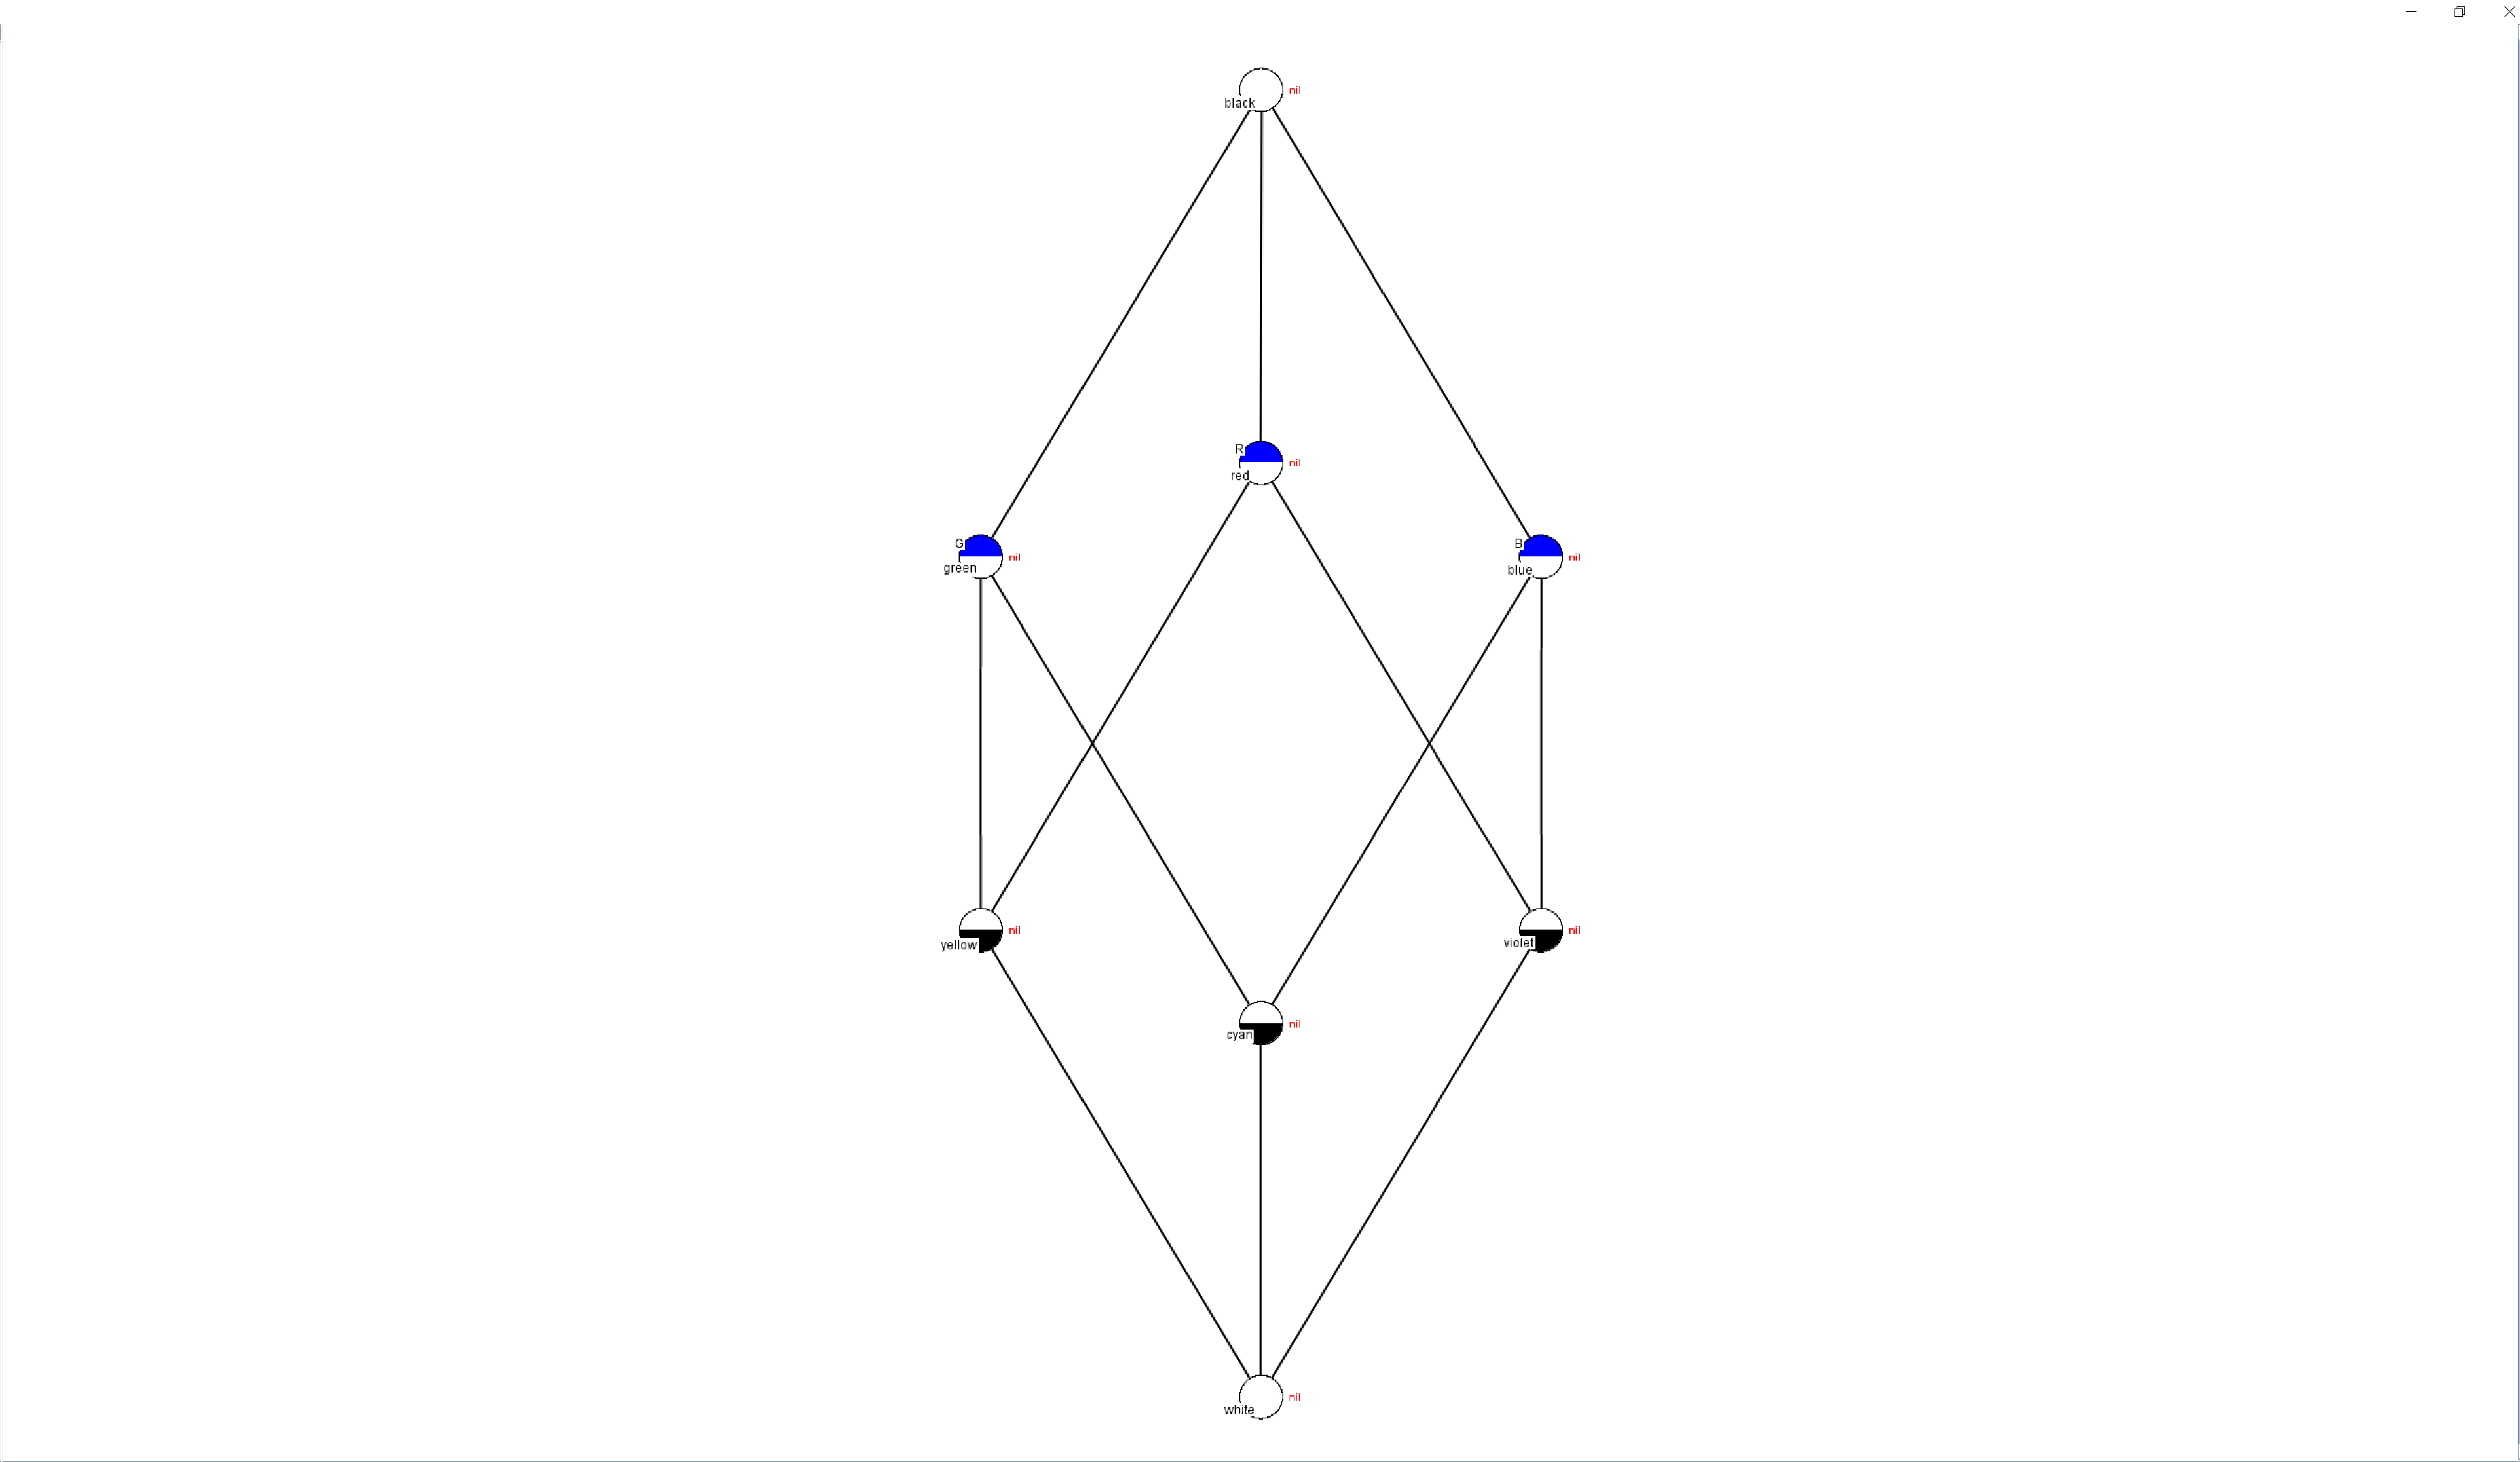 nil
black
R
nil
red
G
nil
green
B
nil
blue
nil
yellow
nil
violet
nil
cyan
nil
white